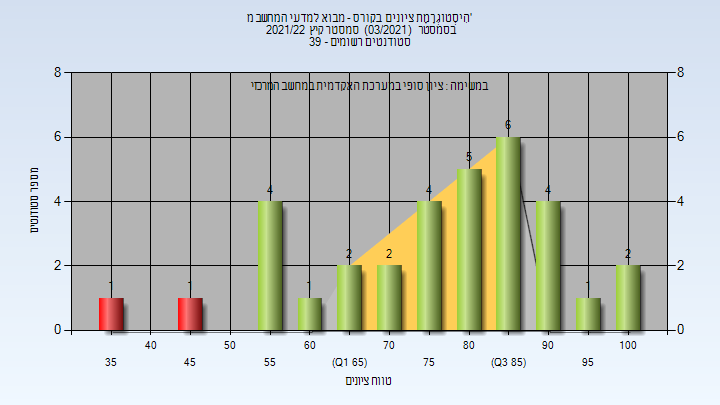 היסטוגרמת ציונים בקורס - מבוא למדעי המחשב מ'
בסמסטר (03/2021) סמסטר קיץ 2021/22
סטודנטים רשומים - 39
במשימה : ציון סופי במערכת האקדמית במחשב המרכזי
מספר סטודנטים
8 8
6 6
4 4
2 2
0 0
1 1 4 1 2 2 4 5 6 4 1 2
40 50 60 70 80 90 100
35 45 55 (Q1 65) 75 (Q3 85) 95
טווח ציונים